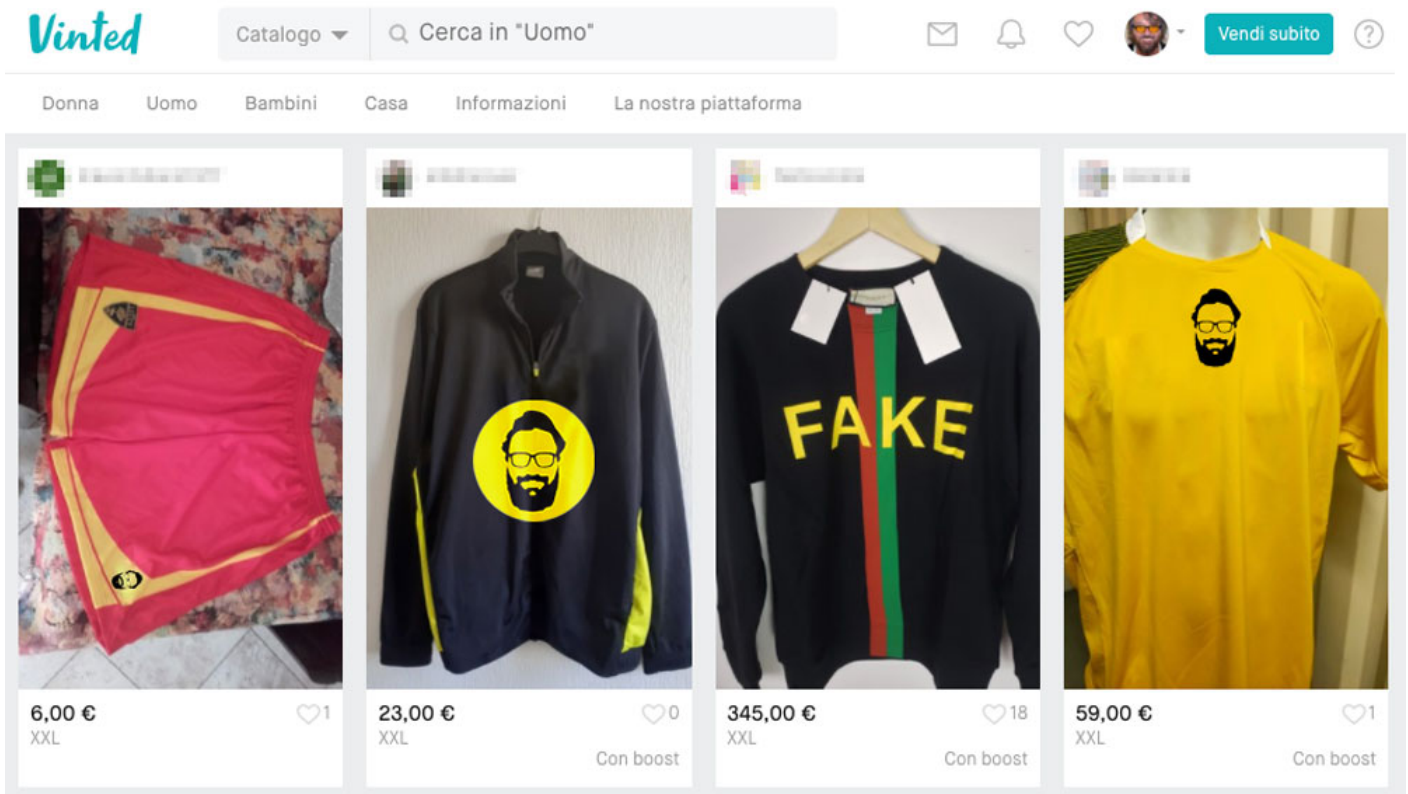 Vinted
Catalogo
Cerca in "Uomo"
Vendi subito
?
Donna
Uomo
Bambini
Casa
Informazioni
La nostra piattaforma
FAKE
6,00 €
1
XXL
23,00 €
0
XXL
Con boost
345,00 €
18
XXL
Con boost
59,00 €
1
XXL
Con boost